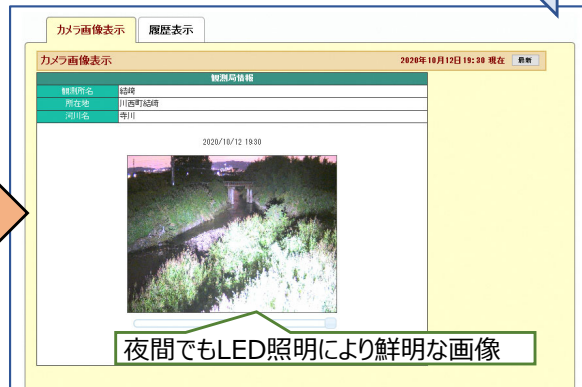 カメラ画像表示 履歴表示
カメラ画像表示 2020年10月12日19:30 現在 最新
観測局情報
観測所名 結崎
所在地 川西町結崎
河川名 寺川
2020/10/12 1930
夜間でもLED照明により鮮明な画像